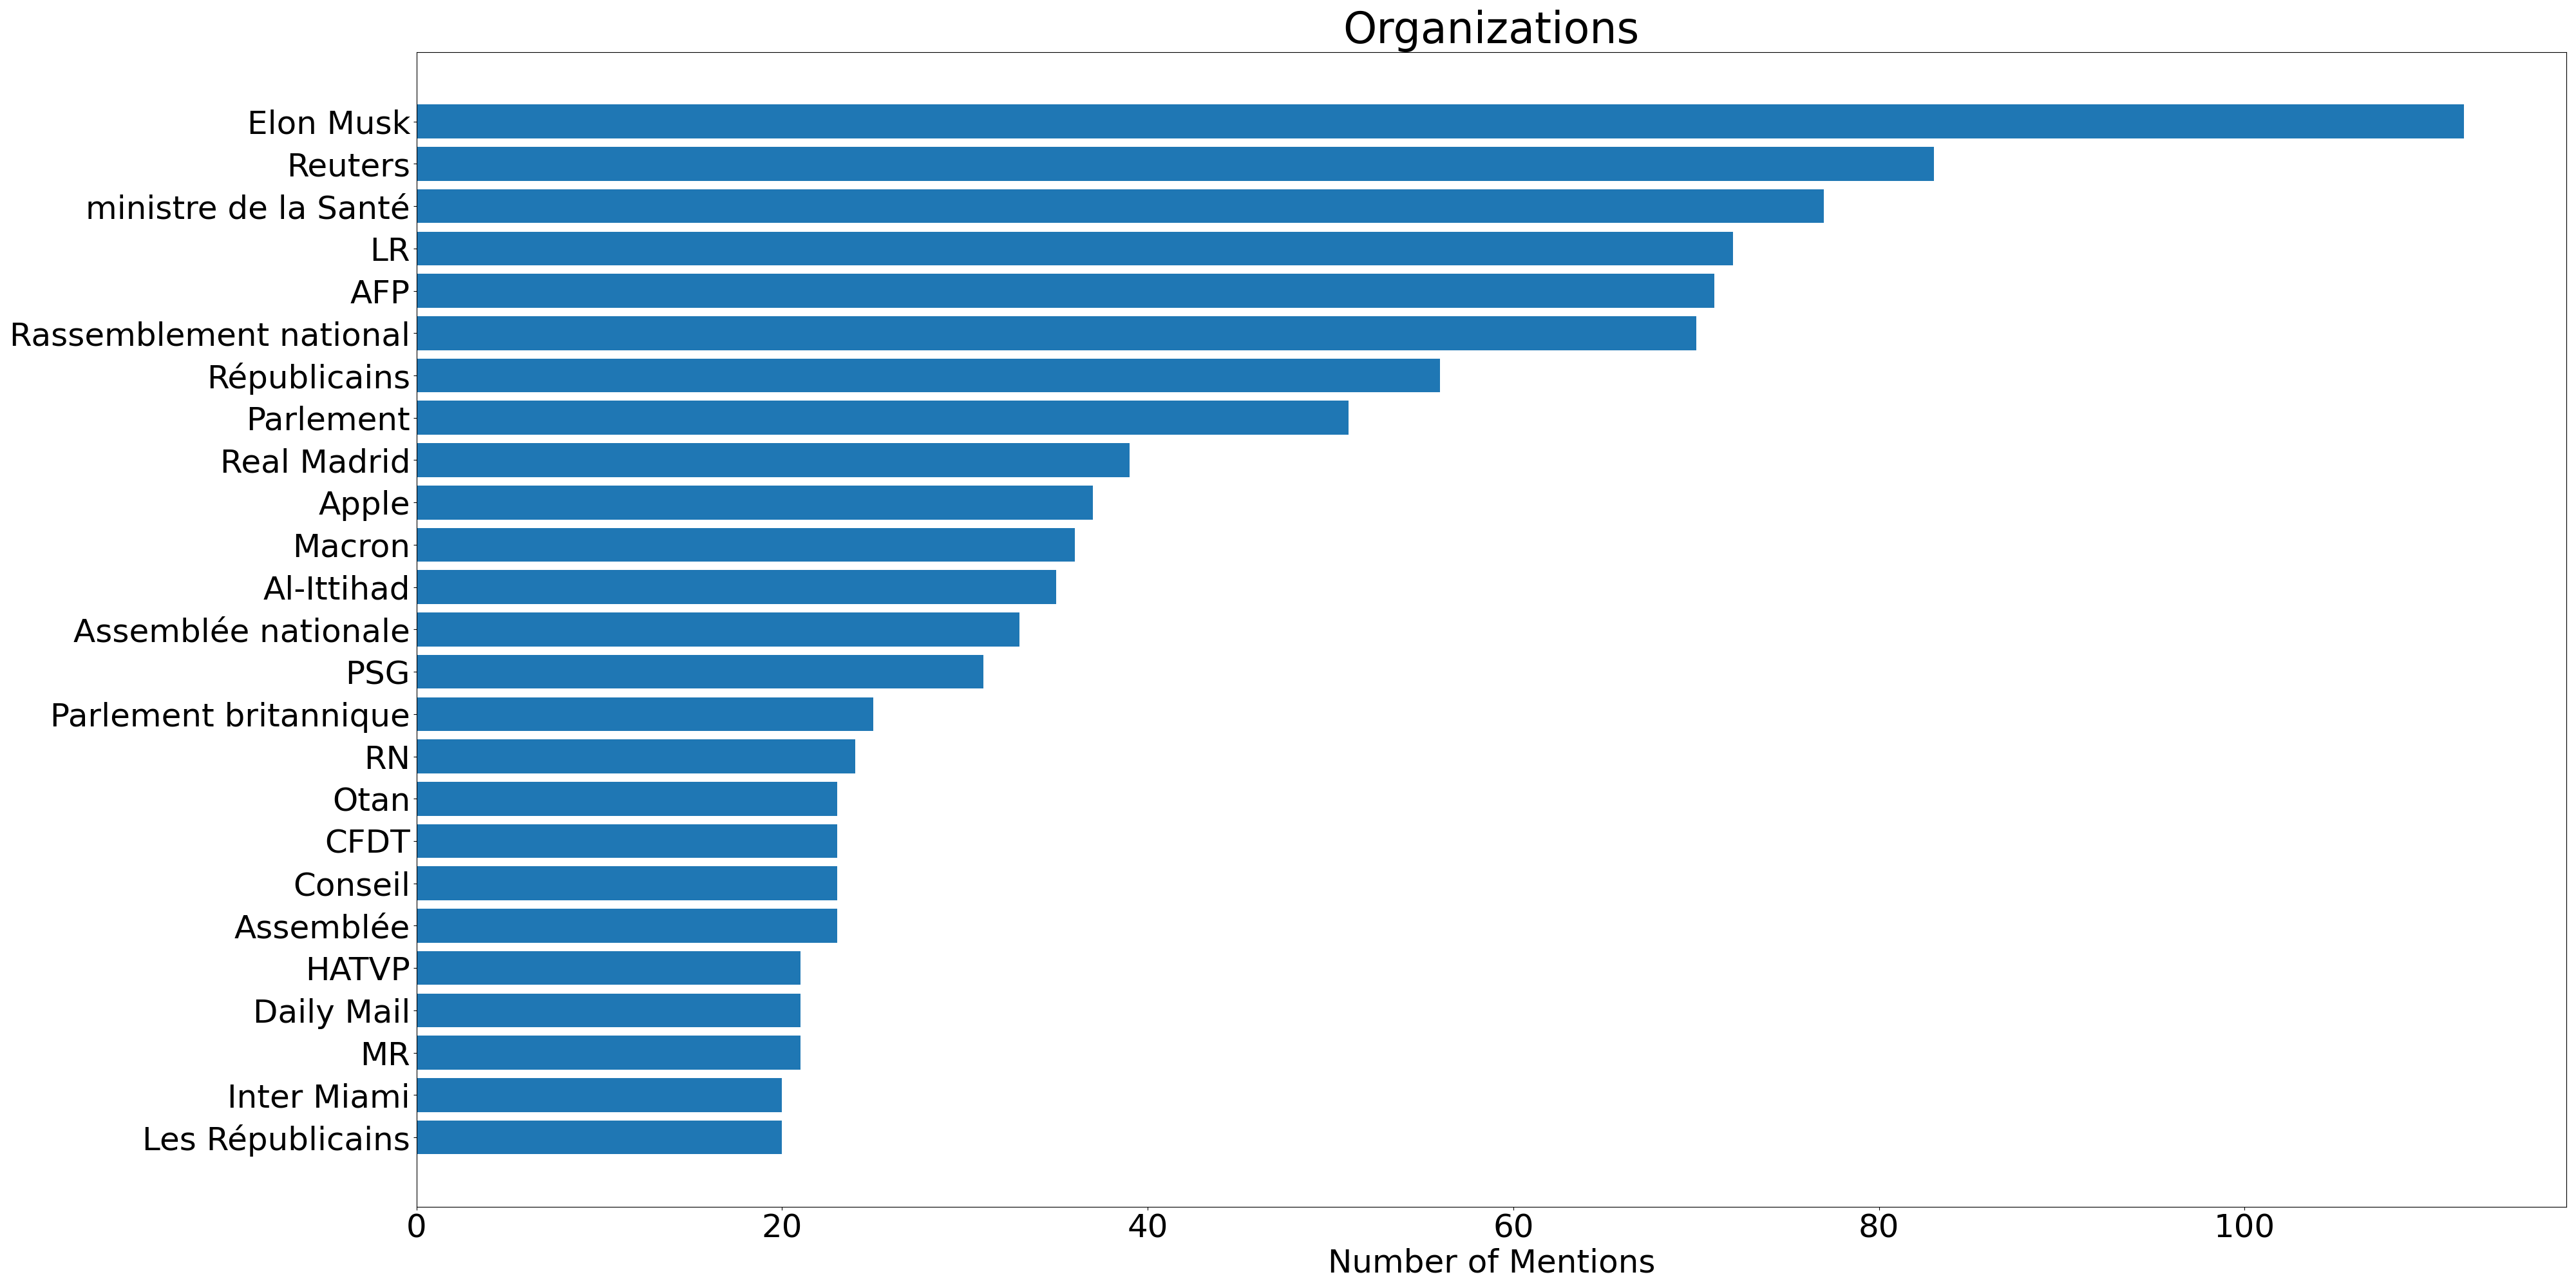 Organizations
Elon Musk
Reuters
ministre de la Santé
LR
AFP
Rassemblement national
Républicains
Parlement
Real Madrid
Apple
Macron
Al-Ittihad
Assemblée nationale
PSG
Parlement britannique
RN
Otan
CFDT
Conseil
Assemblée
HATVP
Daily Mail
MR
Inter Miami
Les Républicains
0 20 40 60 80 100
Number of Mentions